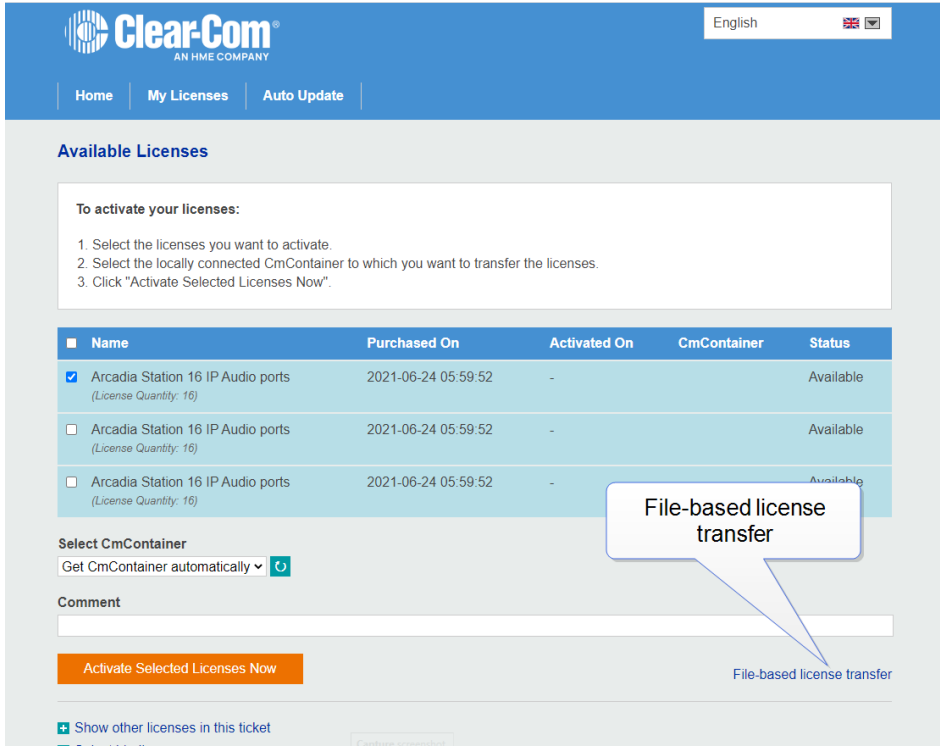 Clear-Com®
AN HME COMPANY
English
Home My Licenses Auto Update
Available Licenses
To activate your licenses:
1. Select the licenses you want to activate.
2. Select the locally connected CmContainer to which you want to transfer the licenses.
3. Click "Activate Selected Licenses Now".
Name Purchased On Activated On CmContainer Status
Arcadia Station 16 IP Audio ports 2021-06-24 05:59:52 - Available
(License Quantity: 16)
Arcadia Station 16 IP Audio ports 2021-06-24 05:59:52 - Available
(License Quantity: 16)
Arcadia Station 16 IP Audio ports 2021-06-24 05:59:52 - Available
(License Quantity: 16)
File-based license
transfer
Select CmContainer
Get CmContainer automatically
Comment
Activate Selected Licenses Now
File-based license transfer
Show other licenses in this ticket